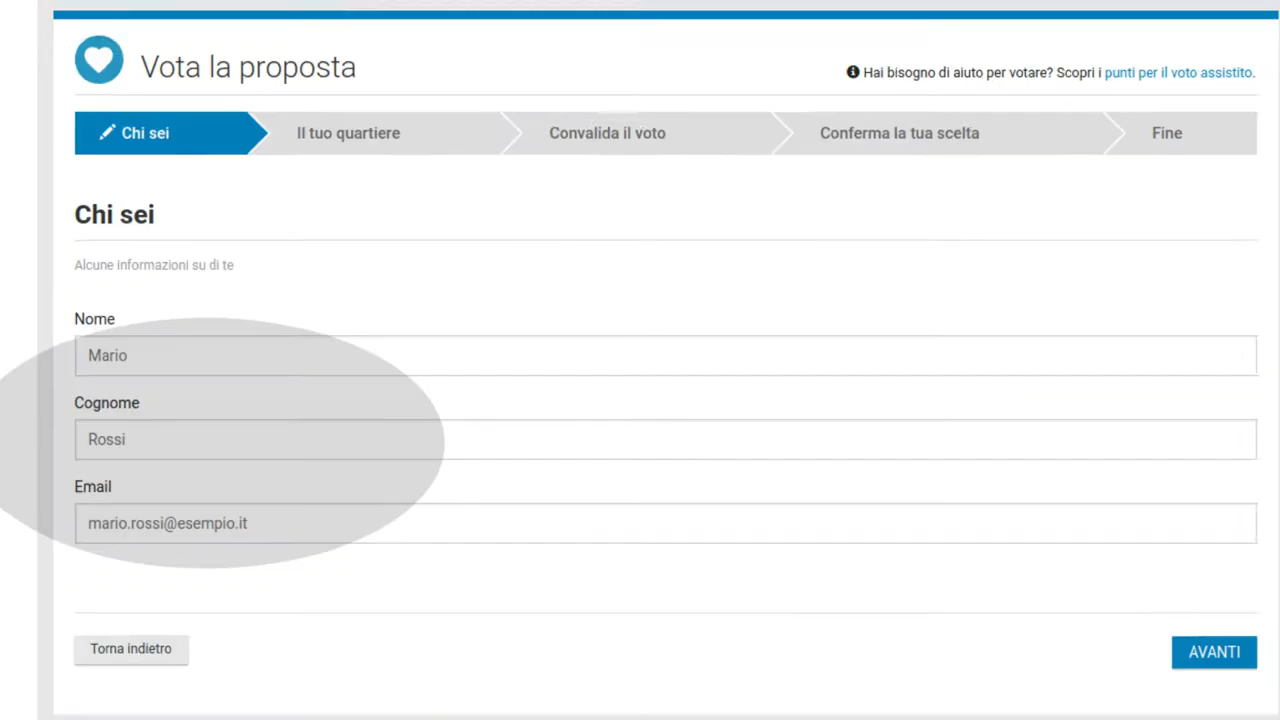 Vota la proposta
Hai bisogno di aiuto per votare? Scopri i punti per il voto assistito.
Chi sei
Il tuo quartiere
Convalida il voto
Conferma la tua scelta
Fine
Chi sei
Alcune informazioni su di te
Nome
Mario
Cognome
Rossi
Email
mario.rossi@esempio.it
Torna indietro
AVANTI